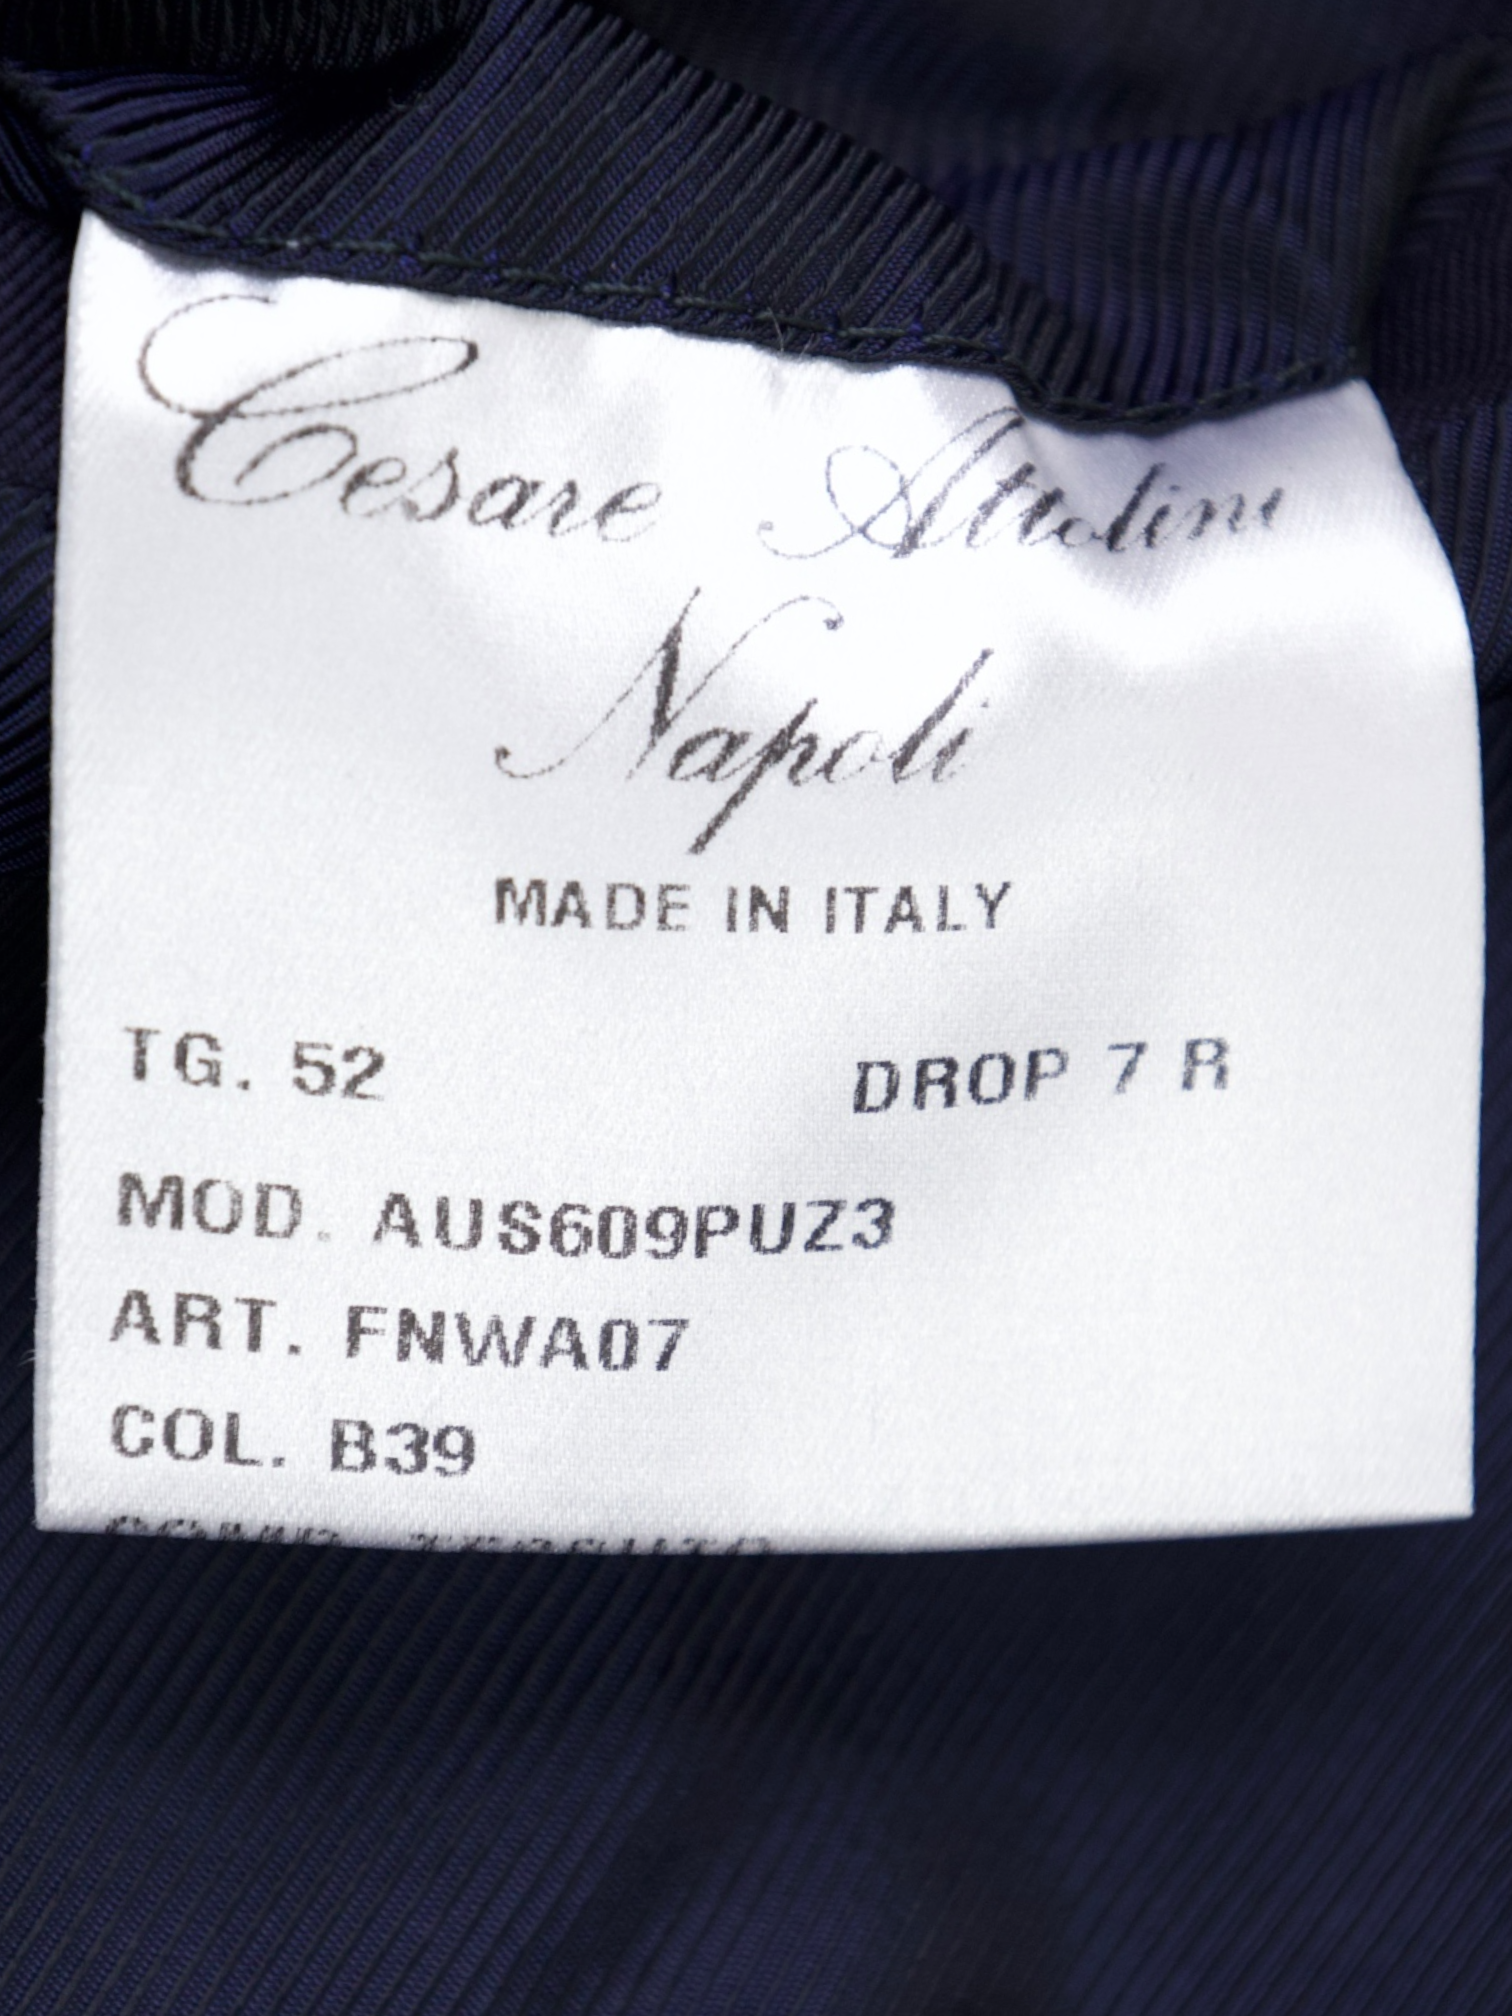 Cesare Attolini
Napoli
MADE IN ITALY
TG. 52 DROP 7 R
MOD. AUS609PUZ3
ART. FNWA07
COL. B39